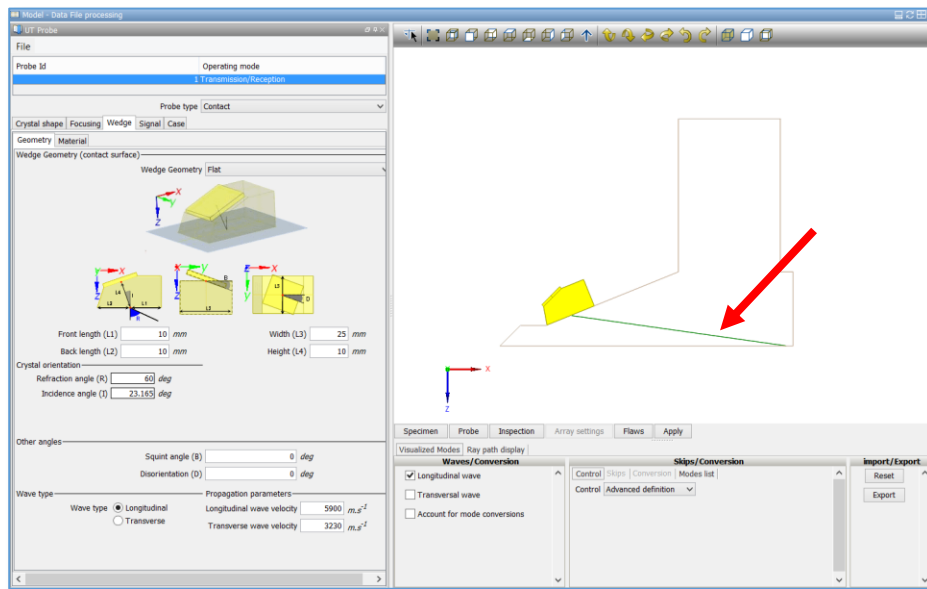 Model - Data File processing
UT Probe
File
Probe Id Operating mode
1 Transmission/Reception
Probe type Contact
Crystal shape Focusing Wedge Signal Case
Geometry Material
Wedge Geometry (contact surface)
Wedge Geometry Flat
X
Y
Z
Y X
Z
L4
I
L2 L1
R
X Y
Z
B
L3
Z X
Y
L3
D
Front length (L1) 10 mm Width (L3) 25 mm
Back length (L2) 10 mm Height (L4) 10 mm
Crystal orientation
Refraction angle (R) 60 deg
Incidence angle (I) 23.165 deg
Other angles
Squint angle (B) 0 deg
Disorientation (D) 0 deg
Wave type Propagation parameters
Wave type Longitudinal Longitudinal wave velocity 5900 m.s⁻¹
Transverse Transverse wave velocity 3230 m.s⁻¹
X
Z
Specimen Probe Inspection Array settings Flaws Apply
Visualized Modes Ray path display
Waves/Conversion Skips/Conversion import/Export
Longitudinal wave Control Skips Conversion Modes list Reset
Transversal wave Control Advanced definition Export
Account for mode conversions